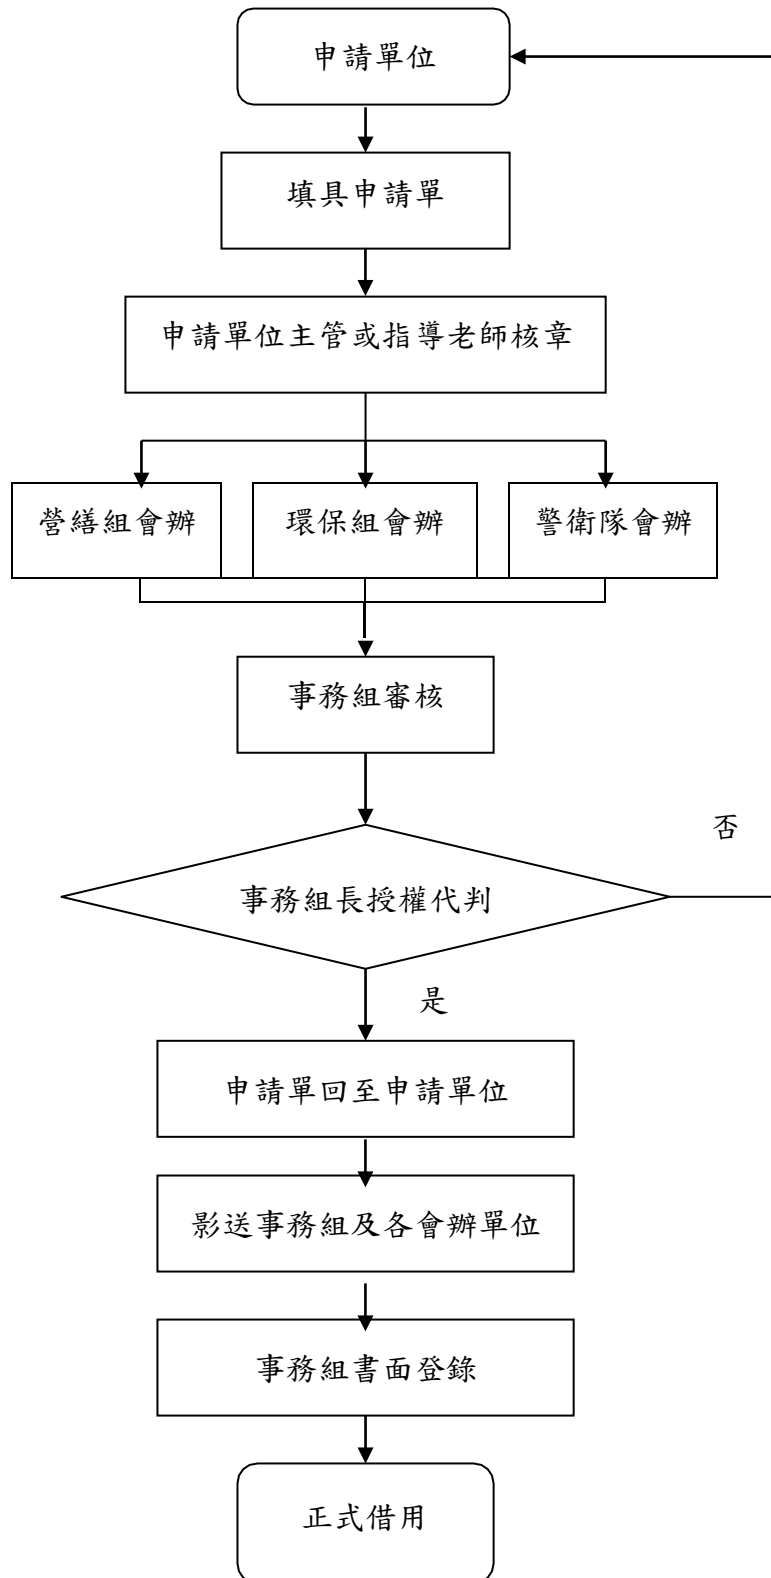 申請單位
填具申請單
申請單位主管或指導老師核章
營繕組會辦
環保組會辦
警衛隊會辦
事務組審核
否
事務組長授權代判
是
申請單回至申請單位
影送事務組及各會辦單位
事務組書面登錄
正式借用